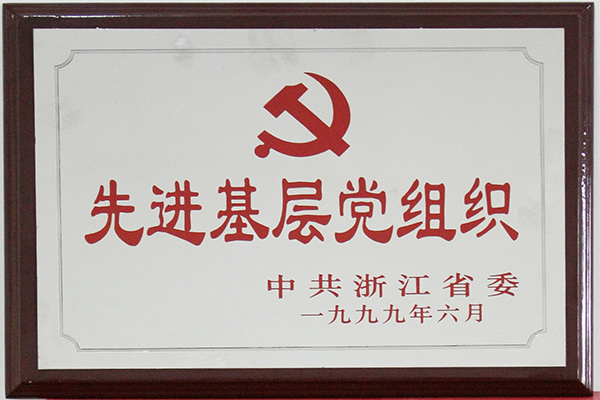 先进基层党组织
中共浙江省委
一九九九年六月